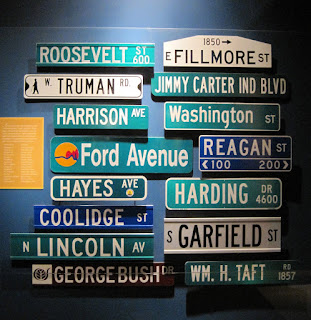 ROOSEVELT ST 600
1850→
E FILLMORE ST
W. TRUMAN RD.
JIMMY CARTER IND BLVD
HARRISON AVE
Washington ST
Ford Avenue
REAGAN ST
<100 200>
HAYES AVE
HARDING DR 4600
COOLIDGE ST
S GARFIELD ST
N LINCOLN AV
GEORGE BUSH DR
WM. H. TAFT RD 1857